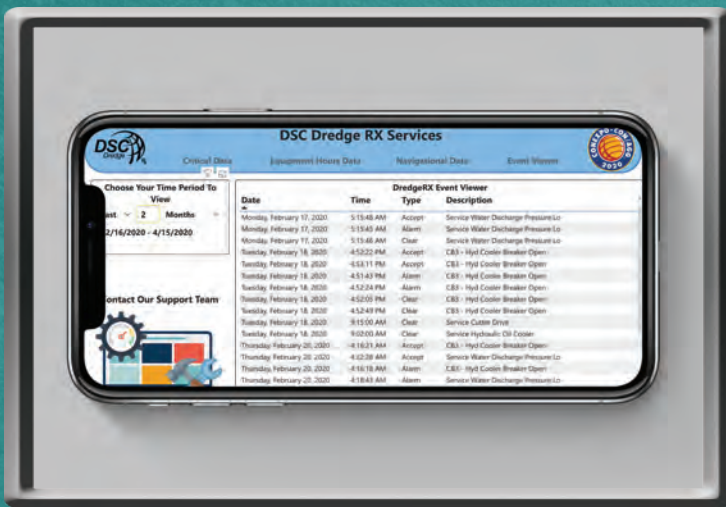 DSC Dredge RX Services
DSC
Dredge
CONEXPO-CON/AGG
2020
Critical Data Equipment Hours Data Navigational Data Event Viewer
Choose Your Time Period To
View
ast 2 Months
2/16/2020 - 4/15/2020
ontact Our Support Team
DredgeRX Event Viewer
Date Time Type Description
Monday, February 17, 2020 5:15:48 AM Accept Service Water Discharge Pressure Lo
Monday, February 17, 2020 5:15:45 AM Alarm Service Water Discharge Pressure Lo
Monday, February 17, 2020 5:15:48 AM Clear Service Water Discharge Pressure Lo
Tuesday, February 18, 2020 4:52:22 PM Accept CB3 - Hyd Cooler Breaker Open
Tuesday, February 18, 2020 4:53:11 PM Accept CB3 - Hyd Cooler Breaker Open
Tuesday, February 18, 2020 4:51:43 PM Alarm CB3 - Hyd Cooler Breaker Open
Tuesday, February 18, 2020 4:52:24 PM Alarm CB3 - Hyd Cooler Breaker Open
Tuesday, February 18, 2020 4:52:05 PM Clear CB3 - Hyd Cooler Breaker Open
Tuesday, February 18, 2020 4:52:49 PM Clear CB3 - Hyd Cooler Breaker Open
Tuesday, February 18, 2020 9:15:00 AM Clear Service Cutter Drive
Tuesday, February 18, 2020 9:02:00 AM Clear Service Hydraulic Oil Cooler
Thursday, February 20, 2020 4:16:21 AM Accept CB3 - Hyd Cooler Breaker Open
Thursday, February 20, 2020 4:32:28 AM Accept Service Water Discharge Pressure Lo
Thursday, February 20, 2020 4:16:18 AM Alarm CB3 - Hyd Cooler Breaker Open
Thursday, February 20, 2020 4:18:43 AM Alarm Service Water Discharge Pressure Lo